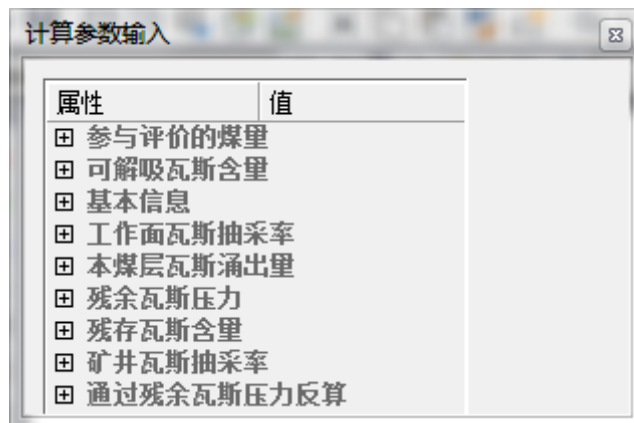 计算参数输入
属性 值
参与评价的煤里
可解吸瓦斯含量
基本信息
工作面瓦斯抽采率
本煤层瓦斯涌出量
残余瓦斯压力
残存瓦斯含量
矿井瓦斯抽采率
通过残余瓦斯压力反算